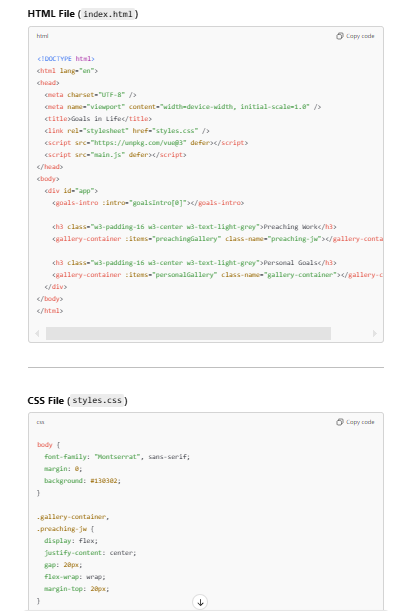 HTML File (index.html)
html
Copy code
<!DOCTYPE html>
<html lang="en">
<head>
<meta charset="UTF-8" />
<meta name="viewport" content="width=device-width, initial-scale=1.0" />
<title>Goals in Life</title>
<link rel="stylesheet" href="styles.css" />
<script src="https://unpkg.com/vue@3" defer></script>
<script src="main.js" defer></script>
</head>
<body>
<div id="app">
<goals-intro :intro="goalsintro[0]"></goals-intro>
<h3 class="w3-padding-16 w3-center w3-text-light-grey">Preaching Work</h3>
<gallery-container :items="preachingGallery" class-name="preaching-jw"></gallery-conta
<h3 class="w3-padding-16 w3-center w3-text-light-grey">Personal Goals</h3>
<gallery-container :items="personalGallery" class-name="gallery-container"></gallery-c
</div>
</body>
</html>
CSS File (styles.css)
css
Copy code
body {
font-family: "Montserrat", sans-serif;
margin: 0;
background: #130302;
}
.gallery-container,
.preaching-jw {
display: flex;
justify-content: center;
gap: 20px;
flex-wrap: wrap;
margin-top: 20px;
}